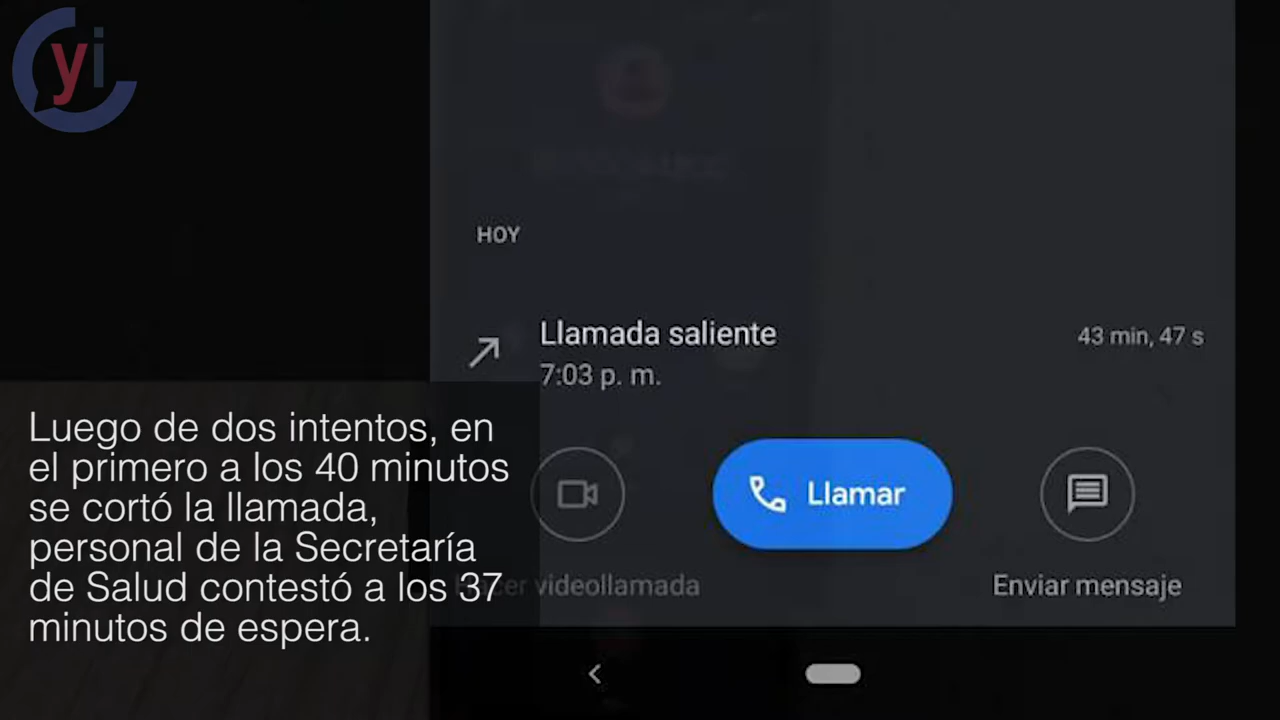 yi
HOY
Llamada saliente
43 min, 47 s
7:03 p. m.
Llamar
videollamada
Enviar mensaje
Luego de dos intentos, en
el primero a los 40 minutos
se cortó la llamada,
personal de la Secretaría
de Salud contestó a los 37
minutos de espera.